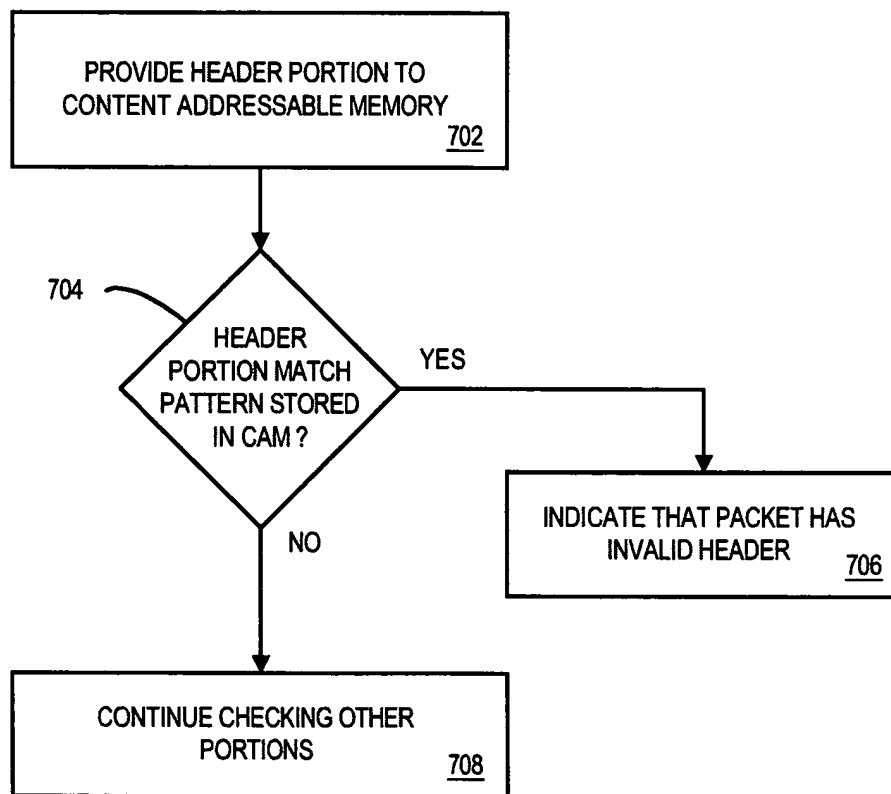 PROVIDE HEADER PORTION TO
CONTENT ADDRESSABLE MEMORY
702
704
HEADER
PORTION MATCH
PATTERN STORED
IN CAM ?
YES
NO
INDICATE THAT PACKET HAS
INVALID HEADER
706
CONTINUE CHECKING OTHER
PORTIONS
708